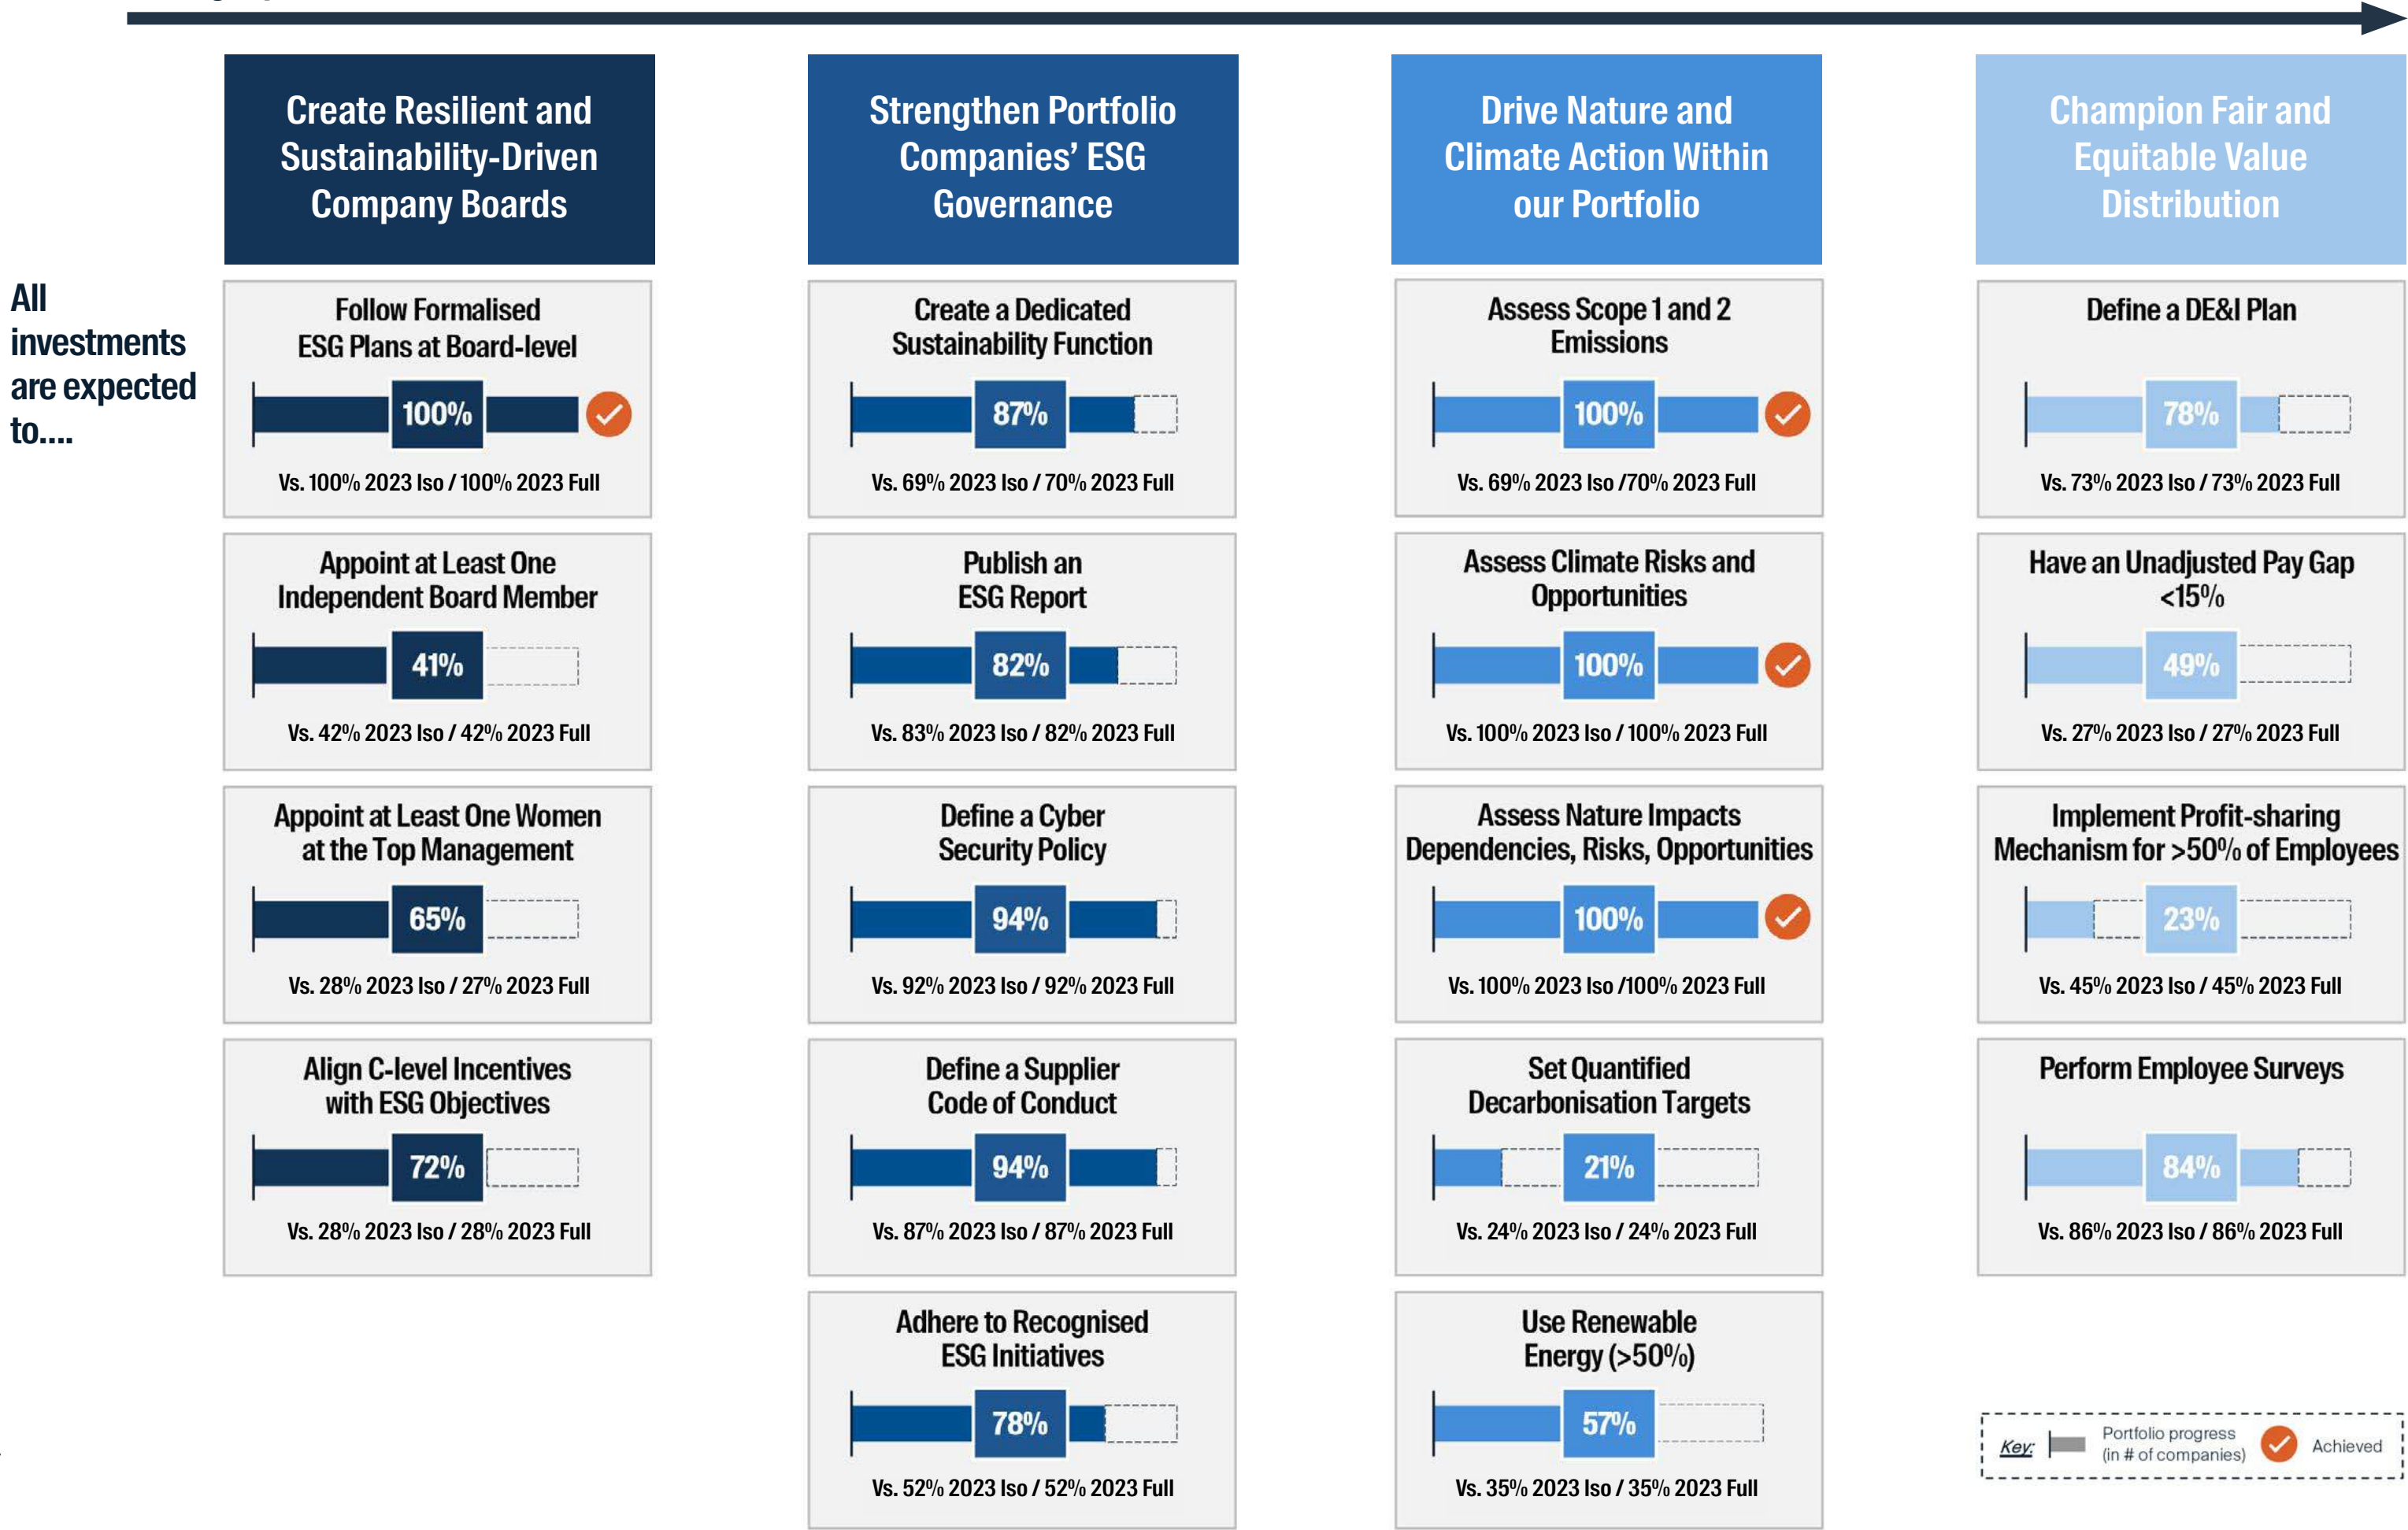 Create Resilient and
Sustainability-Driven
Company Boards
Strengthen Portfolio
Companies’ ESG
Governance
Drive Nature and
Climate Action Within
our Portfolio
Champion Fair and
Equitable Value
Distribution
All
investments
are expected
to....
Follow Formalised
ESG Plans at Board-level
100%
Vs. 100% 2023 Iso / 100% 2023 Full
Appoint at Least One
Independent Board Member
41%
Vs. 42% 2023 Iso / 42% 2023 Full
Appoint at Least One Women
at the Top Management
65%
Vs. 28% 2023 Iso / 27% 2023 Full
Align C-level Incentives
with ESG Objectives
72%
Vs. 28% 2023 Iso / 28% 2023 Full
Create a Dedicated
Sustainability Function
87%
Vs. 69% 2023 Iso / 70% 2023 Full
Publish an
ESG Report
82%
Vs. 83% 2023 Iso / 82% 2023 Full
Define a Cyber
Security Policy
94%
Vs. 92% 2023 Iso / 92% 2023 Full
Define a Supplier
Code of Conduct
94%
Vs. 87% 2023 Iso / 87% 2023 Full
Adhere to Recognised
ESG Initiatives
78%
Vs. 52% 2023 Iso / 52% 2023 Full
Assess Scope 1 and 2
Emissions
100%
Vs. 69% 2023 Iso /70% 2023 Full
Assess Climate Risks and
Opportunities
100%
Vs. 100% 2023 Iso / 100% 2023 Full
Assess Nature Impacts
Dependencies, Risks, Opportunities
100%
Vs. 100% 2023 Iso /100% 2023 Full
Set Quantified
Decarbonisation Targets
21%
Vs. 24% 2023 Iso / 24% 2023 Full
Use Renewable
Energy (>50%)
57%
Vs. 35% 2023 Iso / 35% 2023 Full
Define a DE&I Plan
78%
Vs. 73% 2023 Iso / 73% 2023 Full
Have an Unadjusted Pay Gap
<15%
49%
Vs. 27% 2023 Iso / 27% 2023 Full
Implement Profit-sharing
Mechanism for >50% of Employees
23%
Vs. 45% 2023 Iso / 45% 2023 Full
Perform Employee Surveys
84%
Vs. 86% 2023 Iso / 86% 2023 Full
Key:
Portfolio progress
(in # of companies)
Achieved